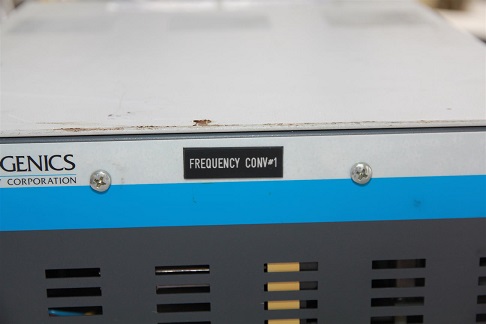 GENICS
CORPORATION
FREQUENCY CONV#1